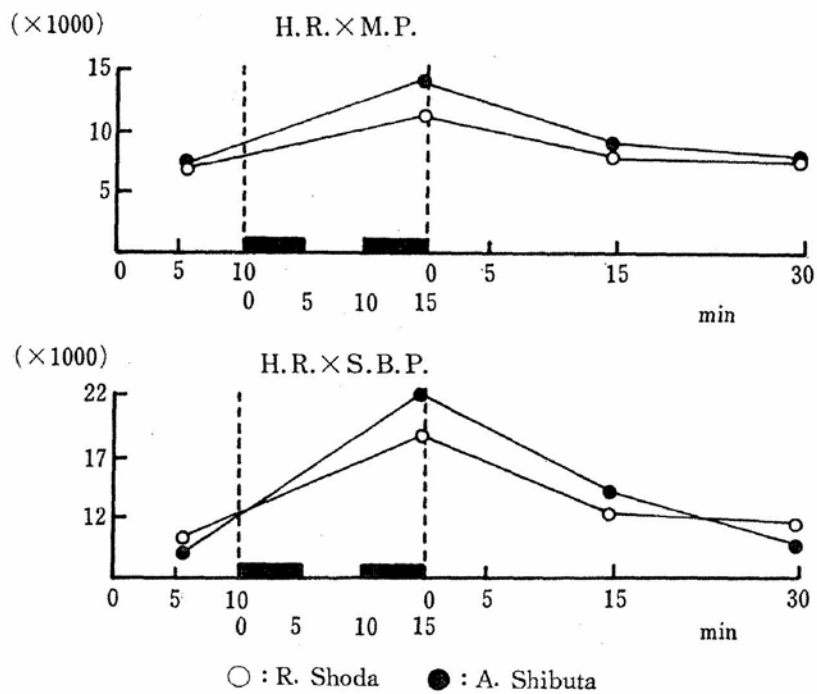 (×1000)
H.R.×M.P.
15
10
5
0 5 10 0 5 15 30
0 5 10 15 min
(×1000)
H.R.×S.B.P.
22
17
12
0 5 10 0 5 15 30
0 5 10 15 min
○ : R. Shoda ● : A. Shibuta